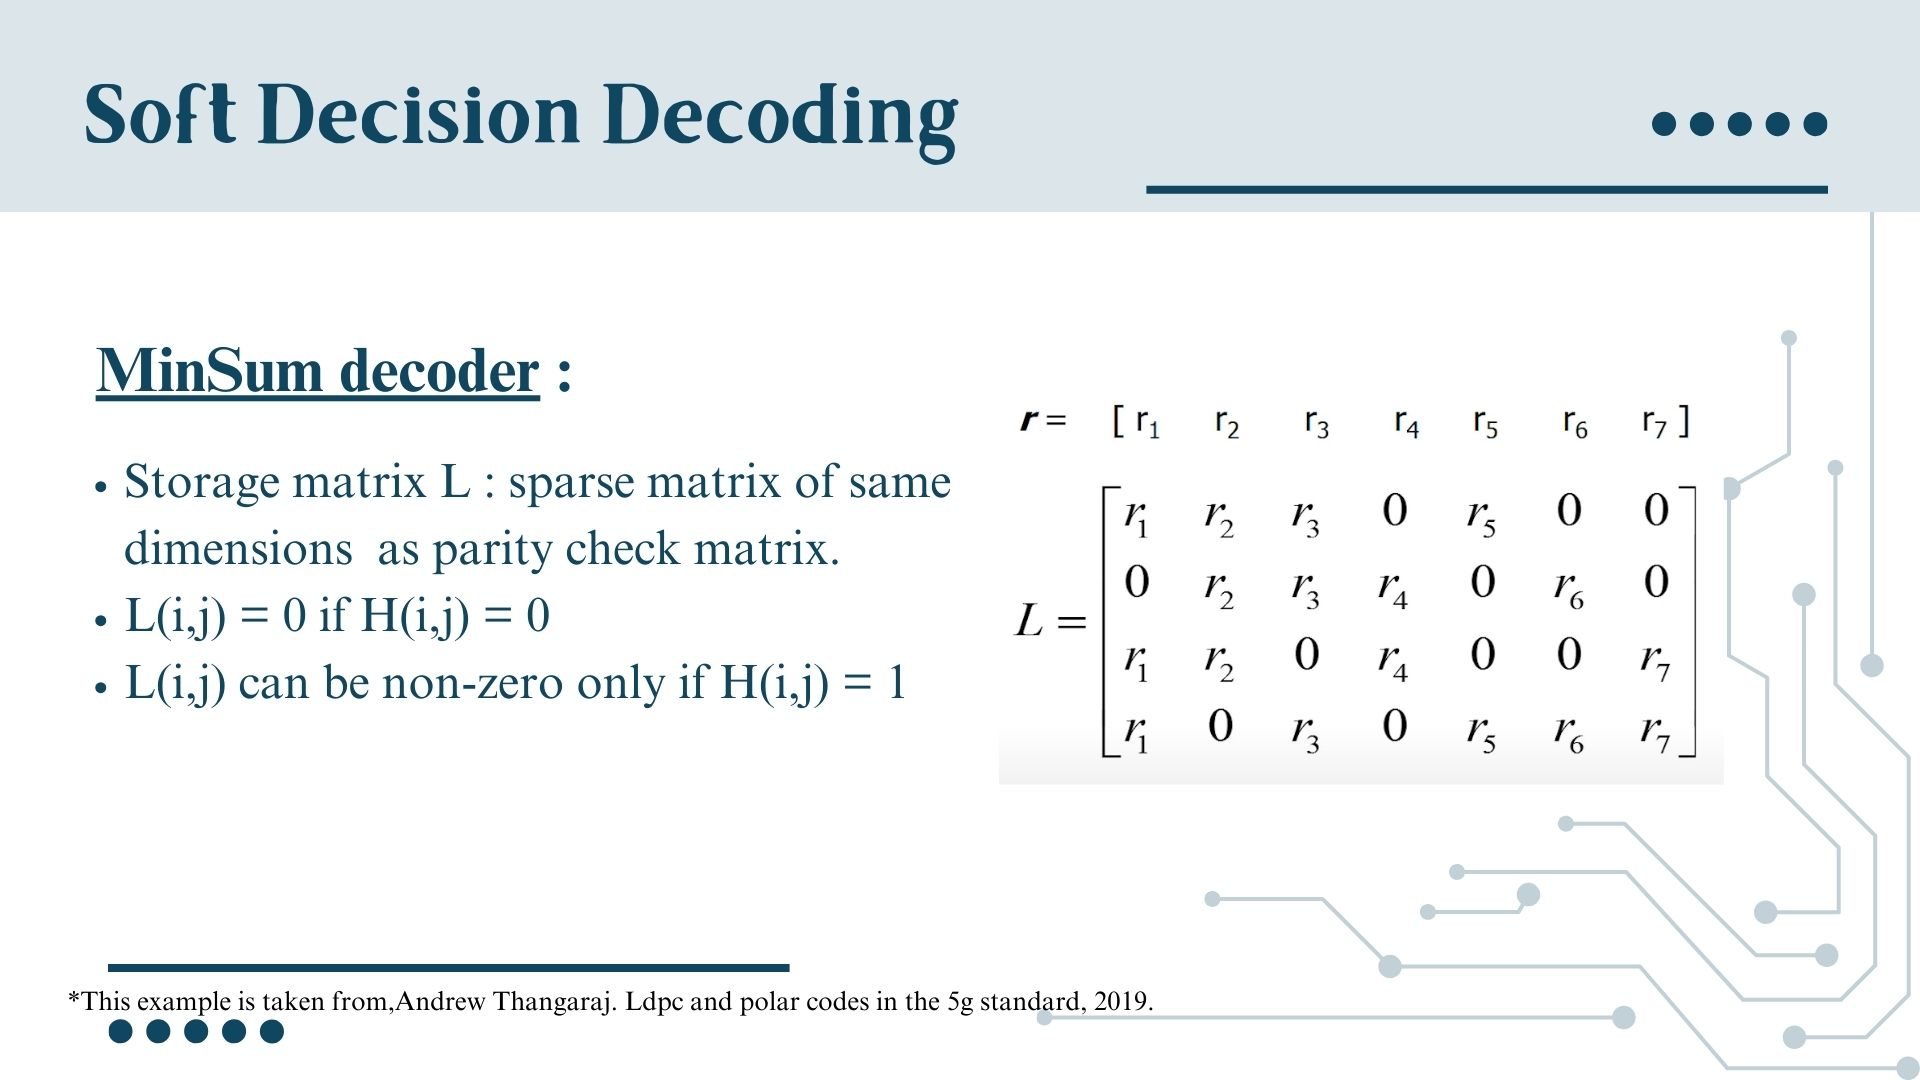 Soft Decision Decoding
MinSum decoder :
• Storage matrix L : sparse matrix of same
dimensions as parity check matrix.
• L(i,j) = 0 if H(i,j) = 0
• L(i,j) can be non-zero only if H(i,j) = 1
r = [ r₁ r₂ r₃ r₄ r₅ r₆ r₇ ]
r₁ r₂ r₃ 0 r₅ 0 0
0 r₂ r₃ r₄ 0 r₆ 0
L =
r₁ r₂ 0 r₄ 0 0 r₇
r₁ 0 r₃ 0 r₅ r₆ r₇
*This example is taken from,Andrew Thangaraj. Ldpc and polar codes in the 5g standard, 2019.